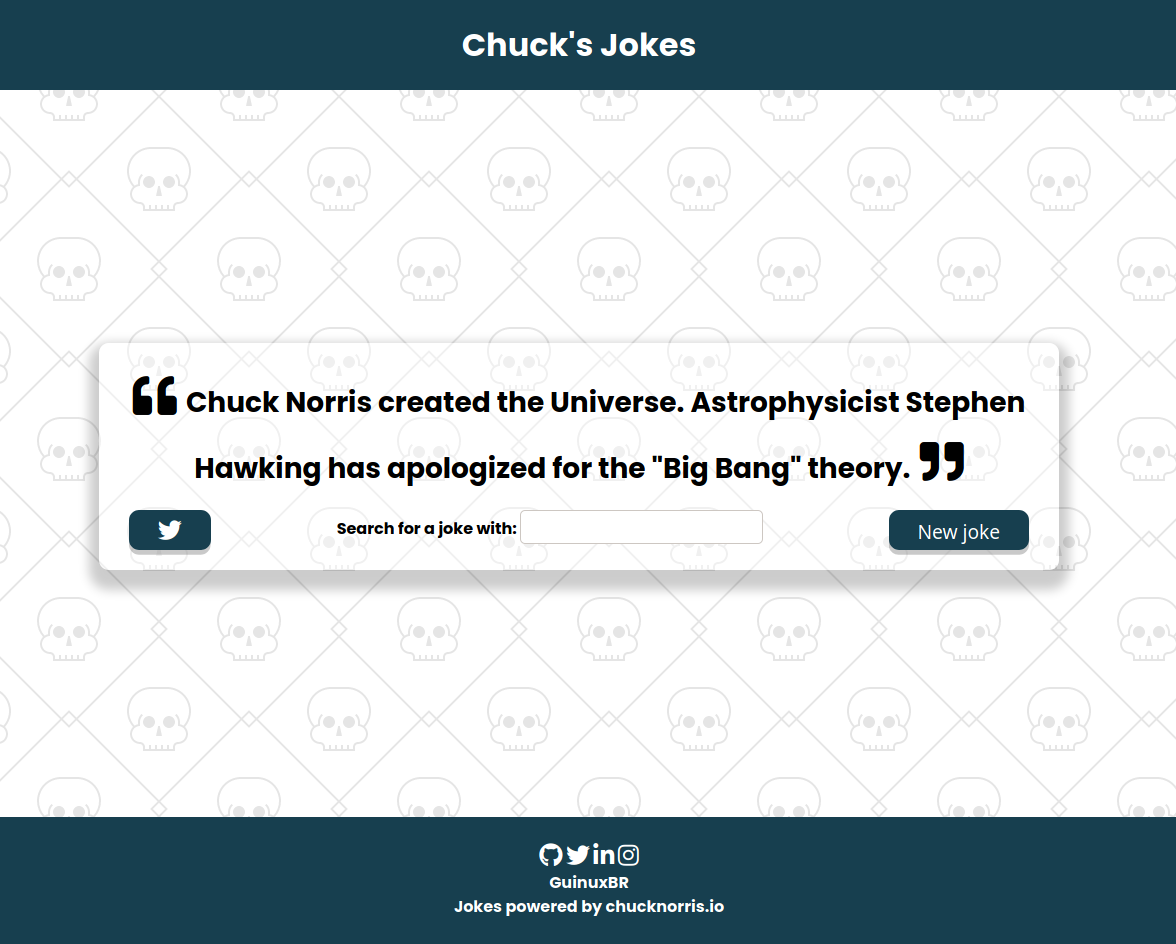 Chuck's Jokes
❝ Chuck Norris created the Universe. Astrophysicist Stephen
Hawking has apologized for the "Big Bang" theory. ❞
Search for a joke with:
New joke
in
GuinuxBR
Jokes powered by chucknorris.io